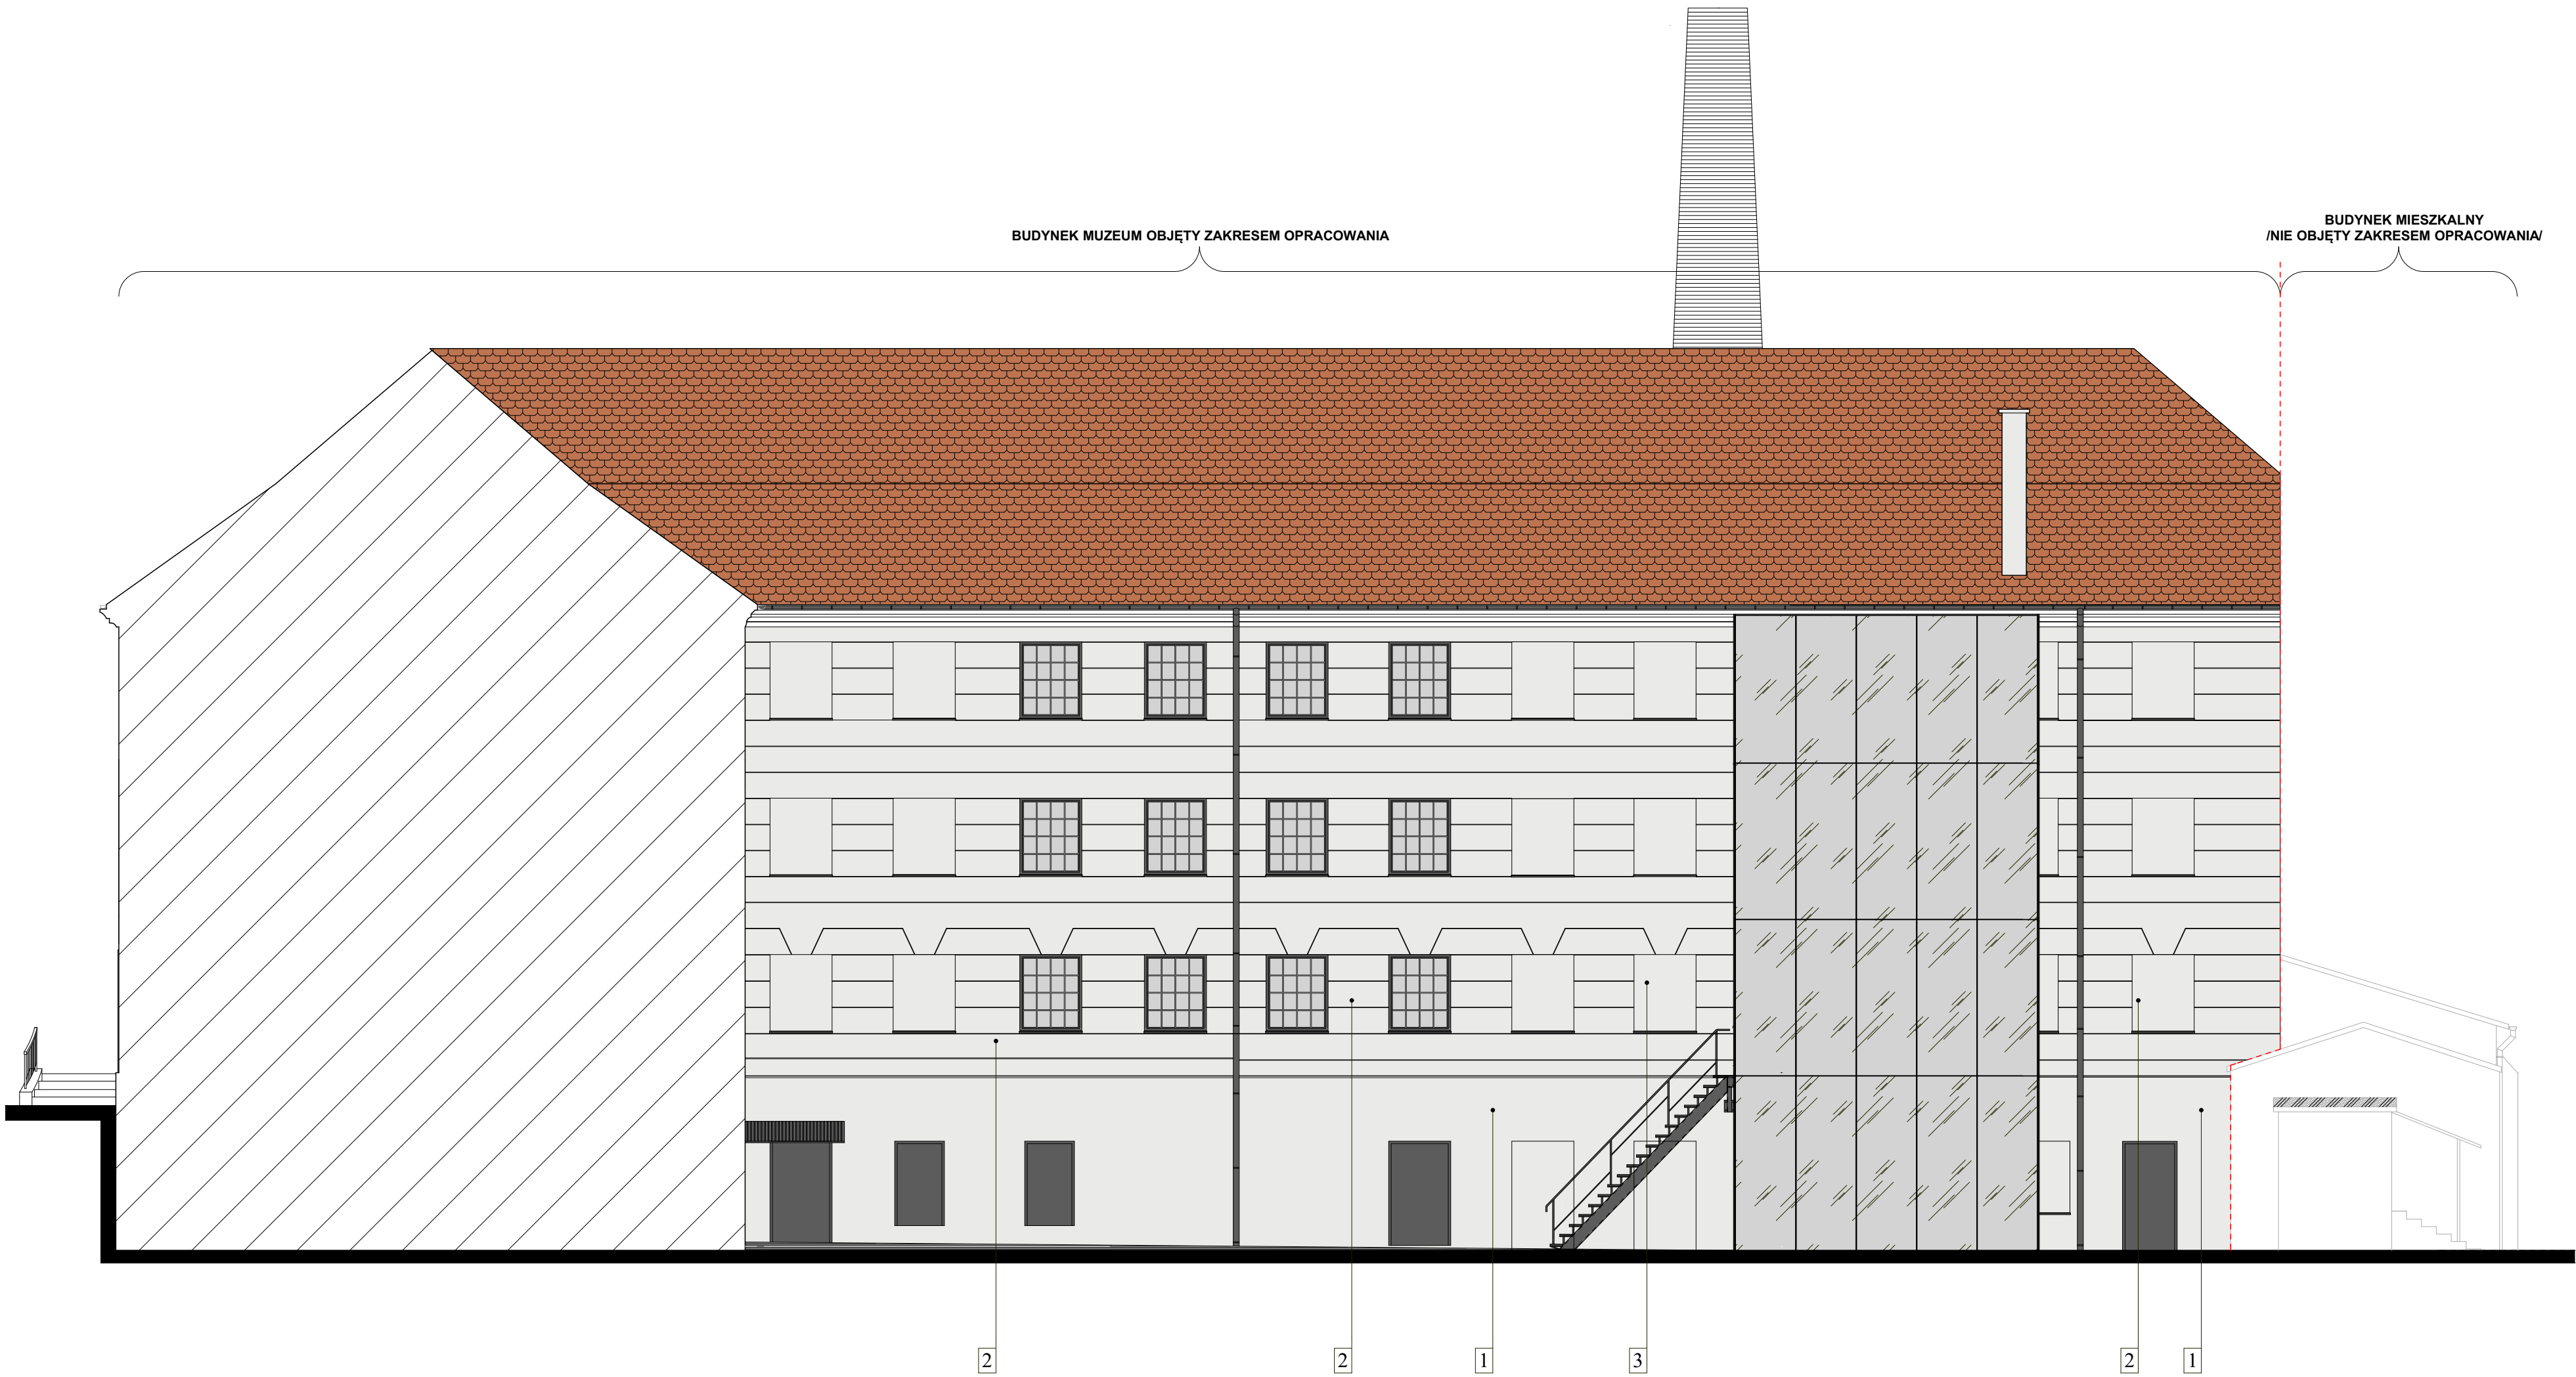 BUDYNEK MUZEUM OBJĘTY ZAKRESEM OPRACOWANIA
BUDYNEK MIESZKALNY
/NIE OBJĘTY ZAKRESEM OPRACOWANIA/
2
2
1
3
2
1